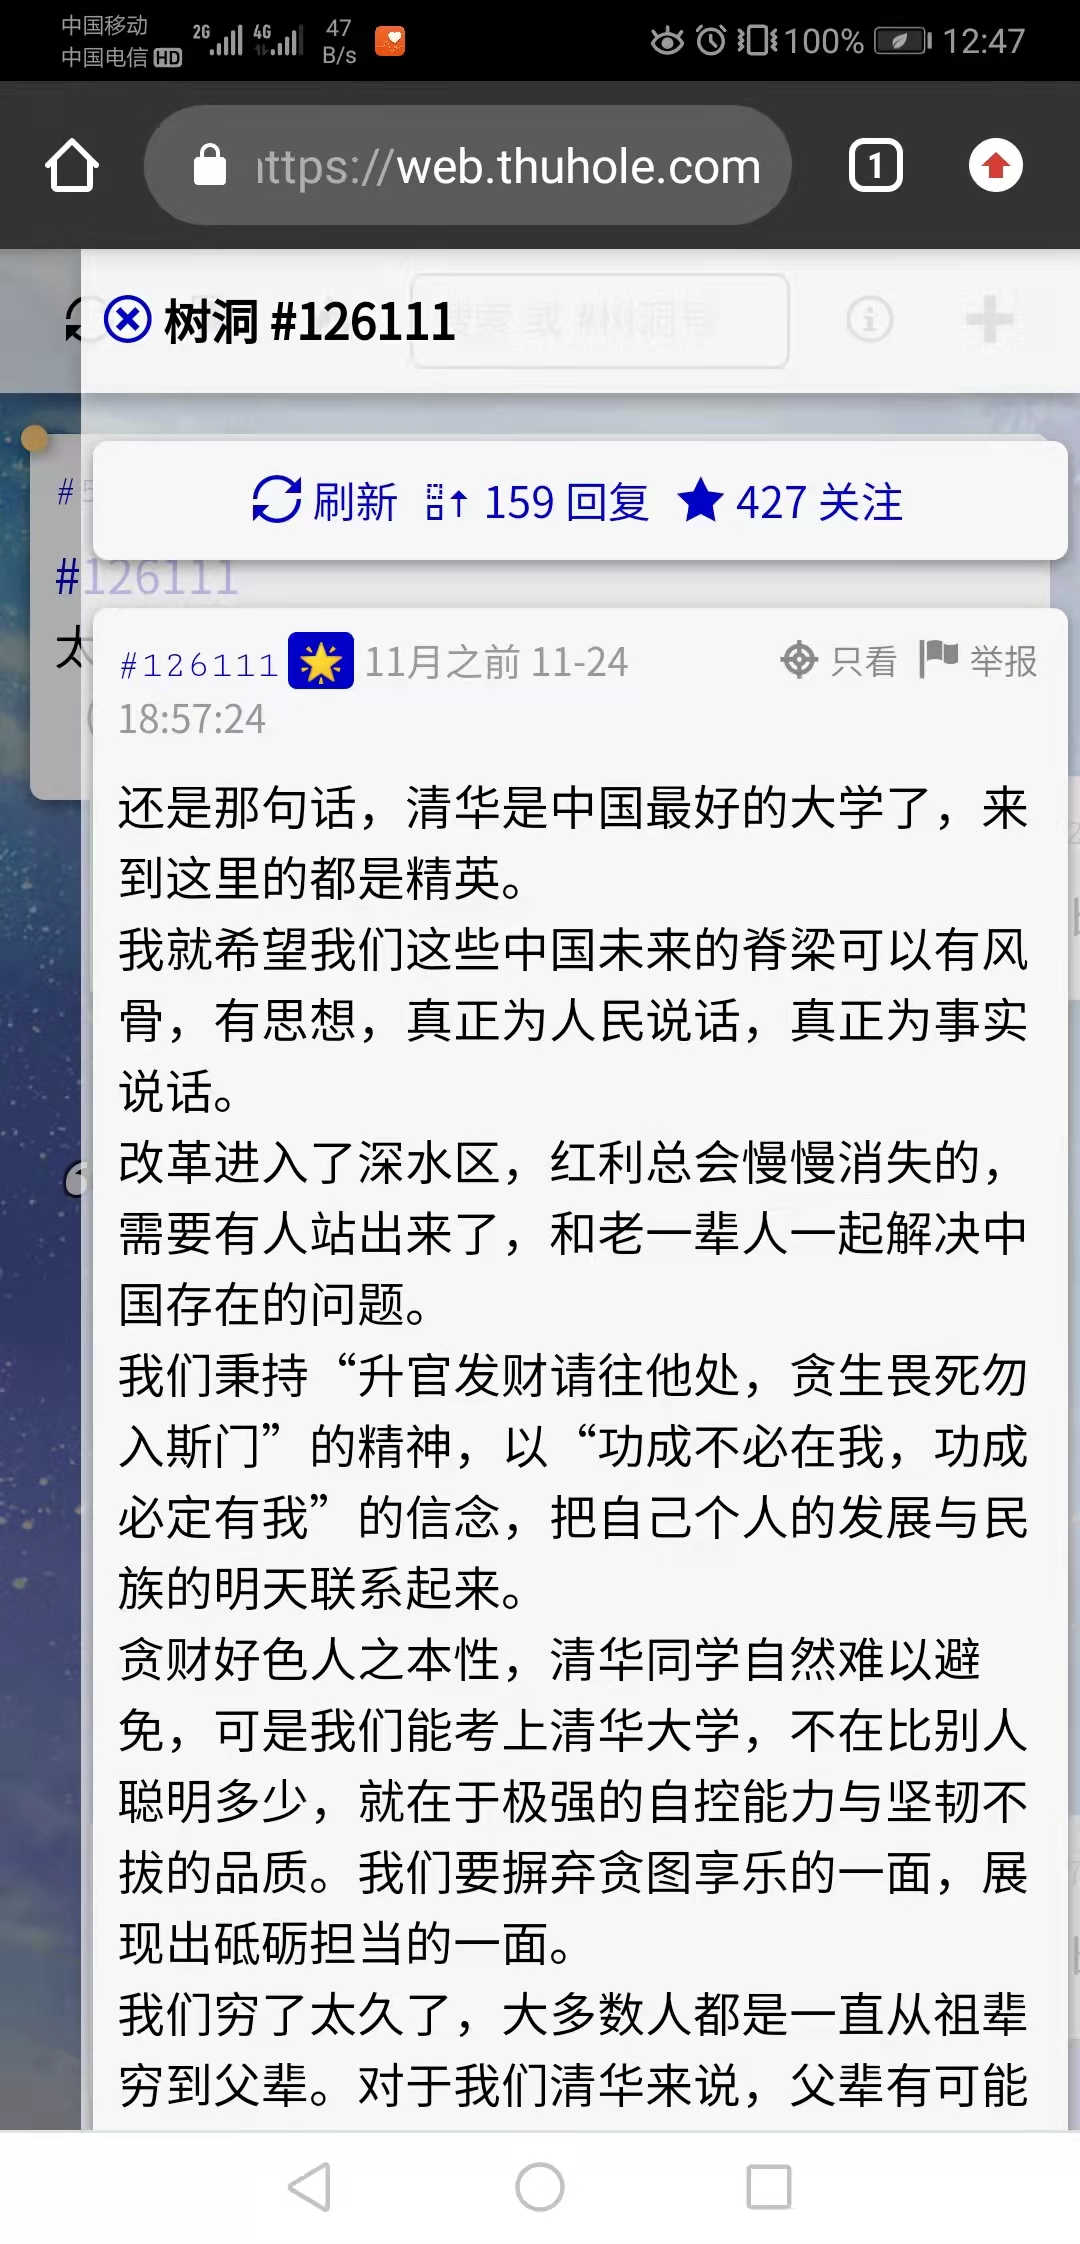 中国移动 2G 4G 47 100% 12:47
中国电信 HD B/s
ttps://web.thuhole.com 1
树洞 #126111 搜索 或 #树洞号
刷新 159 回复 427 关注
#
#126111
太
#126111 11月之前 11-24 只看 举报
18:57:24
还是那句话，清华是中国最好的大学了，来
到这里的都是精英。
我就希望我们这些中国未来的脊梁可以有风
骨，有思想，真正为人民说话，真正为事实
说话。
改革进入了深水区，红利总会慢慢消失的，
需要有人站出来了，和老一辈人一起解决中
国存在的问题。
我们秉持“升官发财请往他处，贪生畏死勿
入斯门”的精神，以“功成不必在我，功成
必定有我”的信念，把自己个人的发展与民
族的明天联系起来。
贪财好色人之本性，清华同学自然难以避
免，可是我们能考上清华大学，不在比别人
聪明多少，就在于极强的自控能力与坚韧不
拔的品质。我们要摒弃贪图享乐的一面，展
现出砥砺担当的一面。
我们穷了太久了，大多数人都是一直从祖辈
穷到父辈。对于我们清华来说，父辈有可能